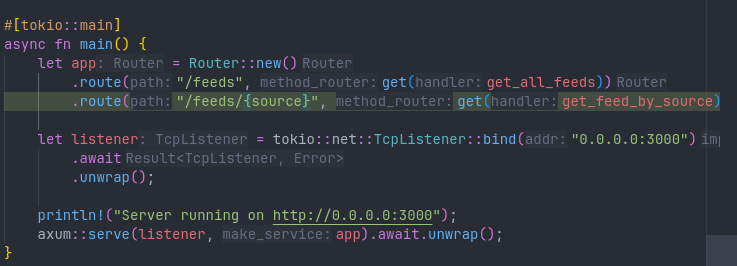 #[tokio::main]
async fn main() {
let app: Router = Router::new() Router
.route(path: "/feeds", method_router: get(handler: get_all_feeds)) Router
.route(path: "/feeds/{source}", method_router: get(handler: get_feed_by_source)
let listener: TcpListener = tokio::net::TcpListener::bind(addr: "0.0.0.0:3000") im
.await Result<TcpListener, Error>
.unwrap();
println!("Server running on http://0.0.0.0:3000");
axum::serve(listener, make_service: app).await.unwrap();
}